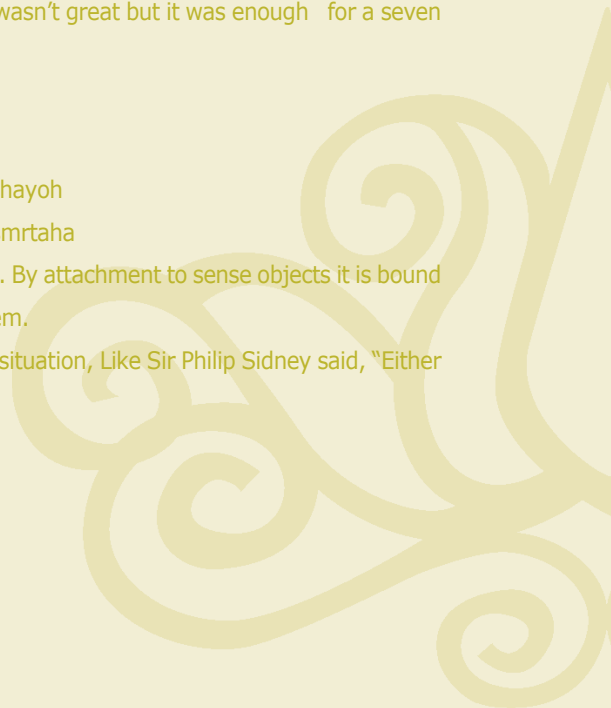 wasn't great but it was enough   for a seven
hayoh
mrtaha
. By attachment to sense objects it is bound
em.
situation, Like Sir Philip Sidney said, “Either